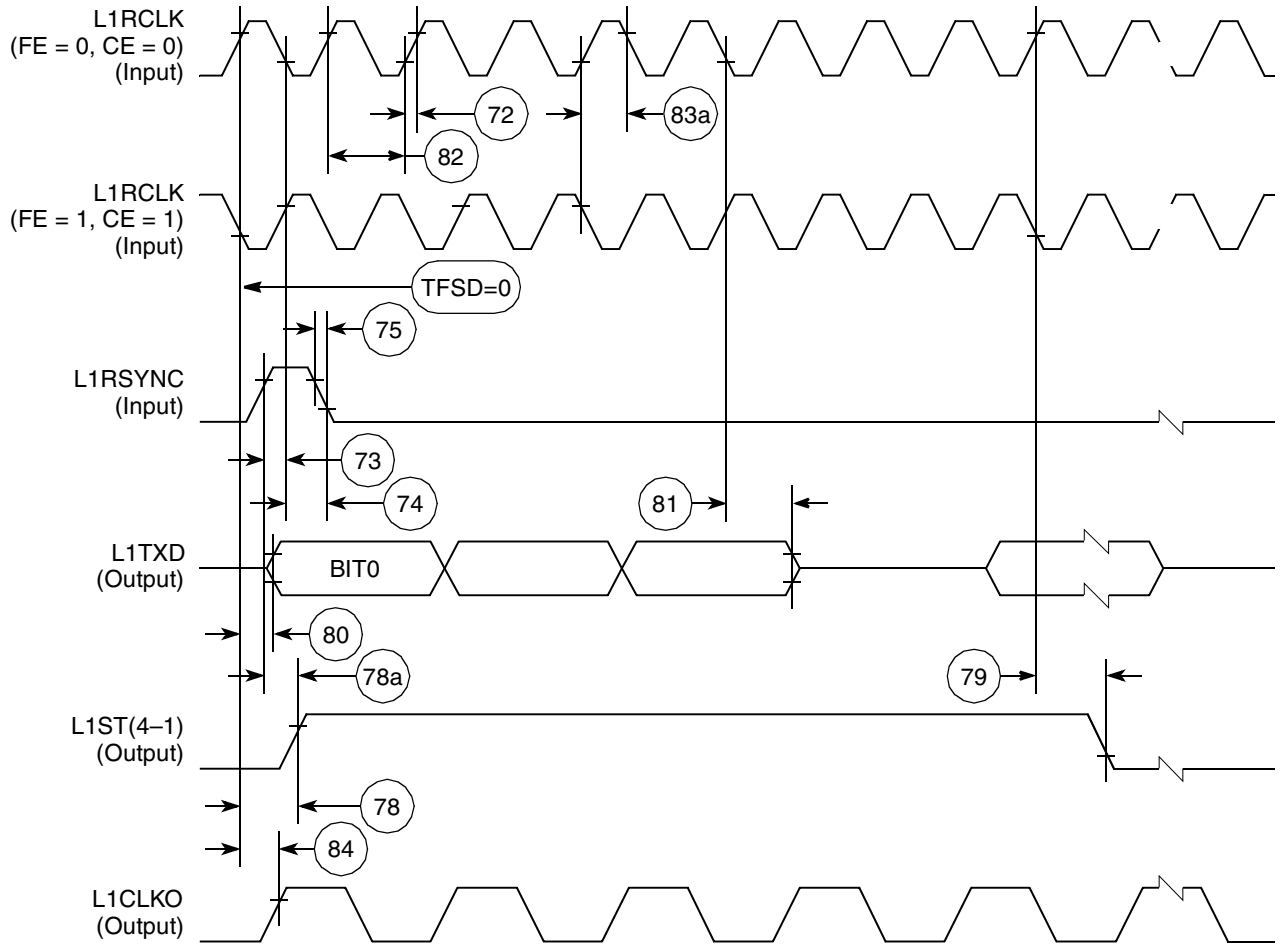 L1RCLK
(FE = 0, CE = 0)
(Input)
72
83a
82
L1RCLK
(FE = 1, CE = 1)
(Input)
TFSD=0
75
L1RSYNC
(Input)
73
74
81
L1TXD
(Output)
BIT0
80
78a
79
L1ST(4–1)
(Output)
78
84
L1CLKO
(Output)